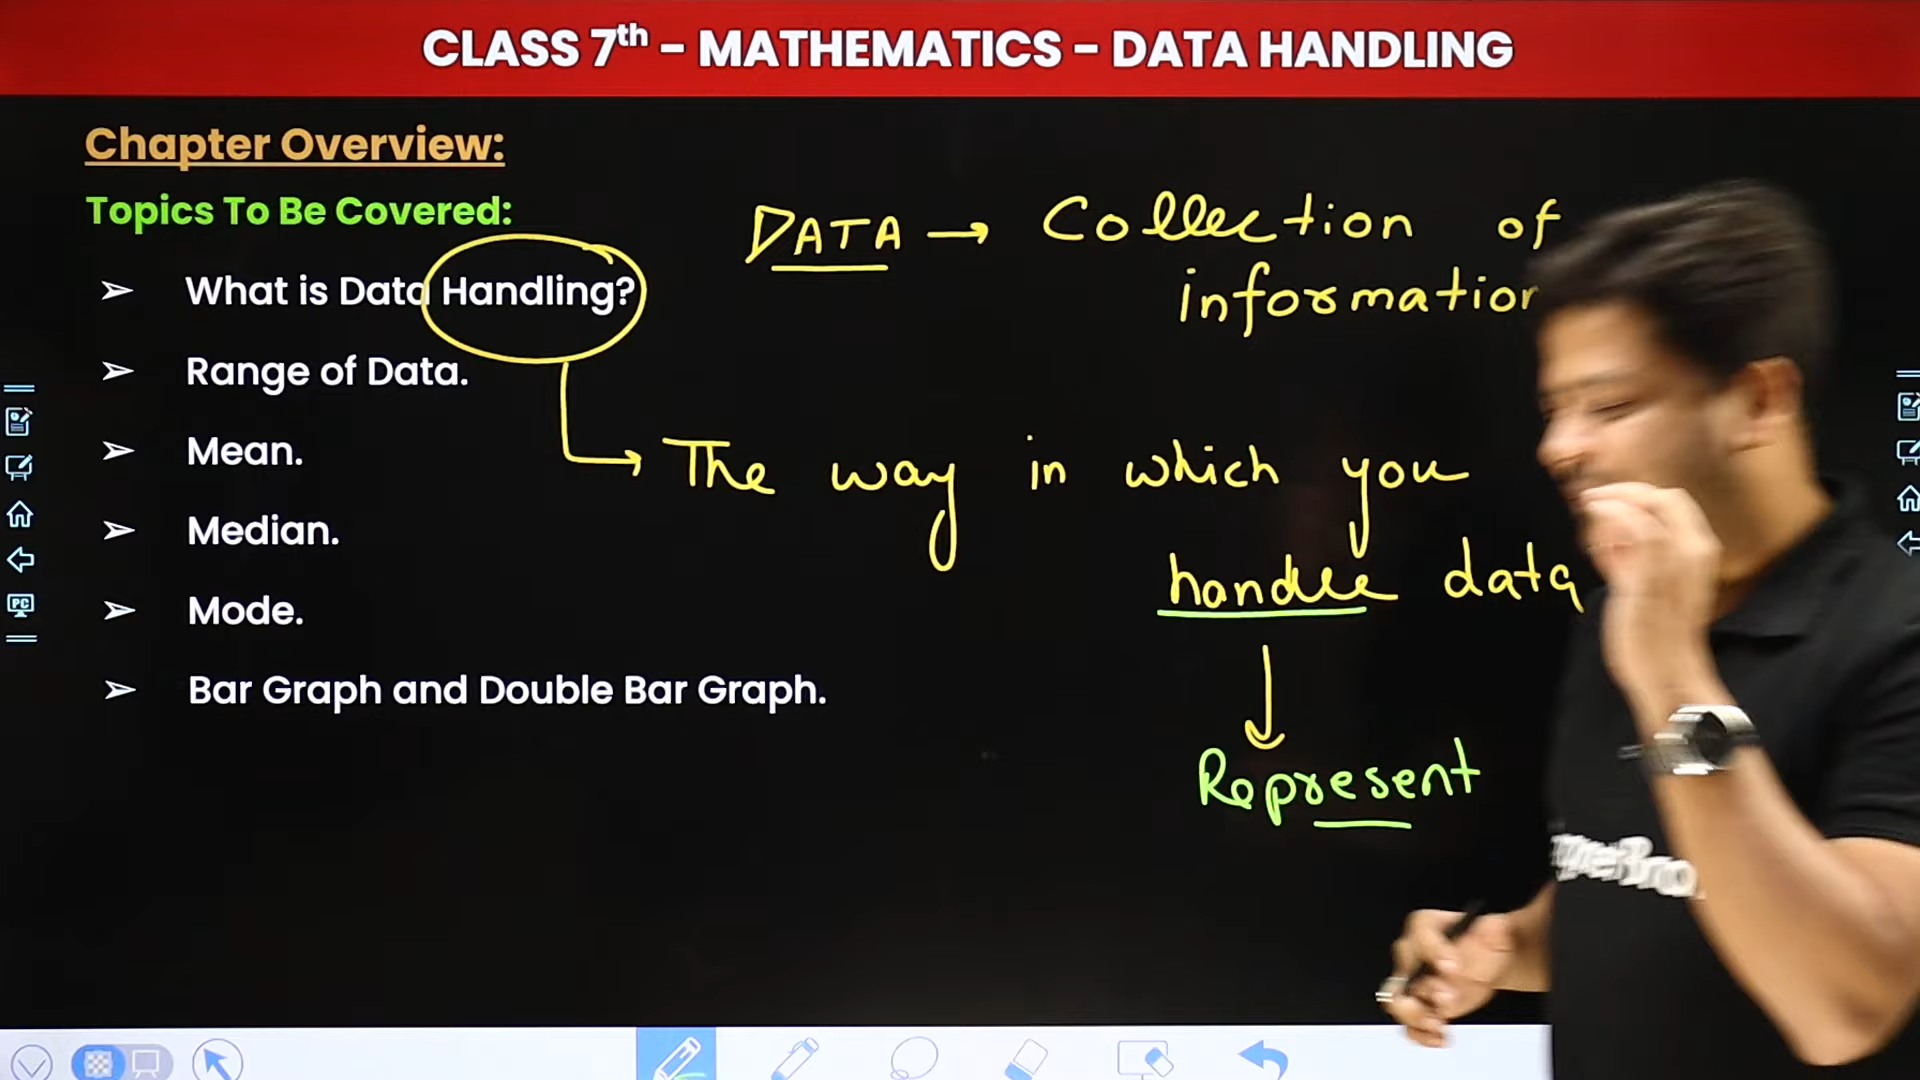 CLASS 7th - MATHEMATICS - DATA HANDLING
Chapter Overview:
Topics To Be Covered:
➢ What is Data Handling?
➢ Range of Data.
➢ Mean.
➢ Median.
➢ Mode.
➢ Bar Graph and Double Bar Graph.
DATA → Collection of
information
The way in which you
handle data
Represent
PC